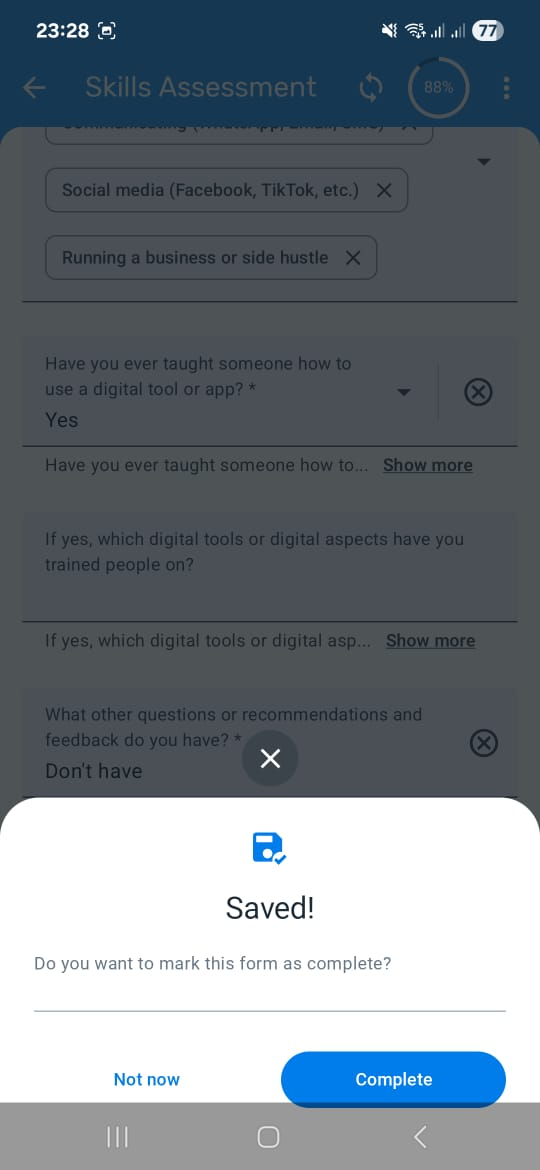 23:28
77
Skills Assessment
88%
Communicating (WhatsApp, Email, SMS)
Social media (Facebook, TikTok, etc.)
Running a business or side hustle
Have you ever taught someone how to
use a digital tool or app? *
Yes
Have you ever taught someone how to... Show more
If yes, which digital tools or digital aspects have you
trained people on?
If yes, which digital tools or digital asp... Show more
What other questions or recommendations and
feedback do you have? *
Don't have
Saved!
Do you want to mark this form as complete?
Not now
Complete